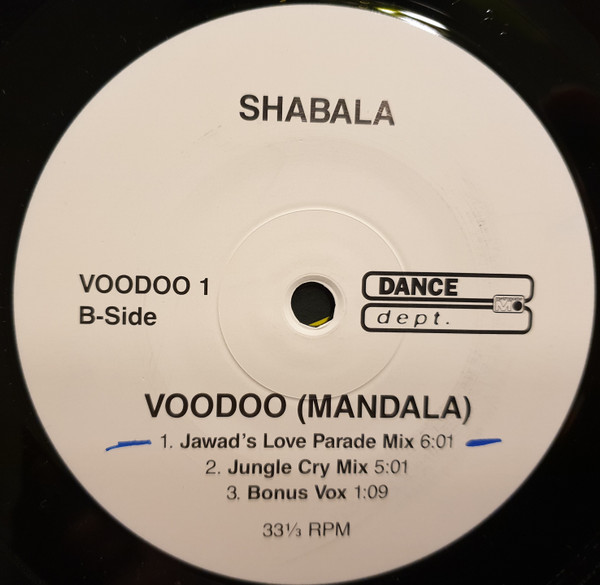 SHABALA
VOODOO 1
B-Side
DANCE
dept.
VOODOO (MANDALA)
1. Jawad's Love Parade Mix 6:01
2. Jungle Cry Mix 5:01
3. Bonus Vox 1:09
33⅓ RPM